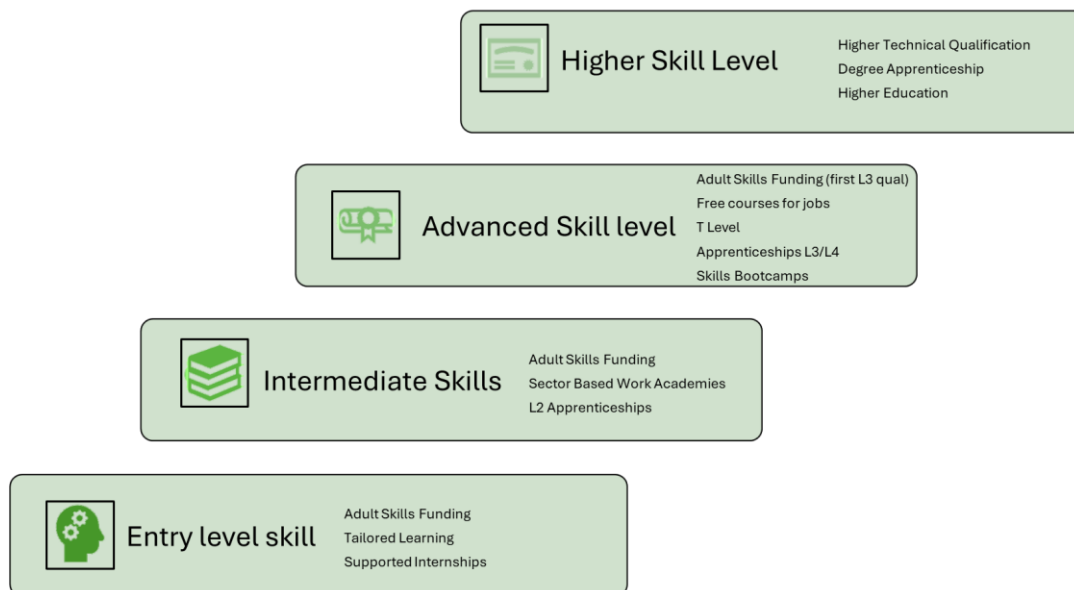 Higher Skill Level
Higher Technical Qualification
Degree Apprenticeship
Higher Education
Advanced Skill level
Adult Skills Funding (first L3 qual)
Free courses for jobs
T Level
Apprenticeships L3/L4
Skills Bootcamps
Intermediate Skills
Adult Skills Funding
Sector Based Work Academies
L2 Apprenticeships
Entry level skill
Adult Skills Funding
Tailored Learning
Supported Internships